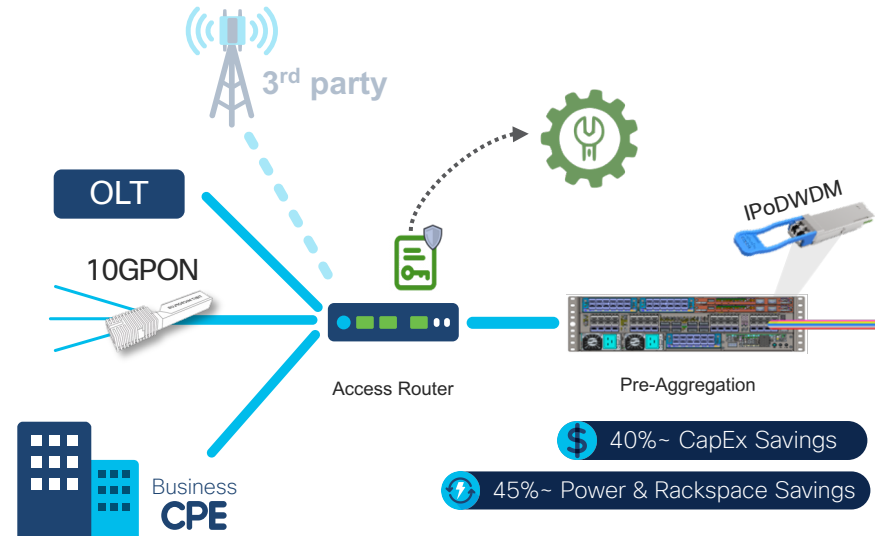 3rd party
OLT
IPoDWDM
10GPON
Access Router
Pre-Aggregation
$ 40%~ CapEx Savings
45%~ Power & Rackspace Savings
Business
CPE